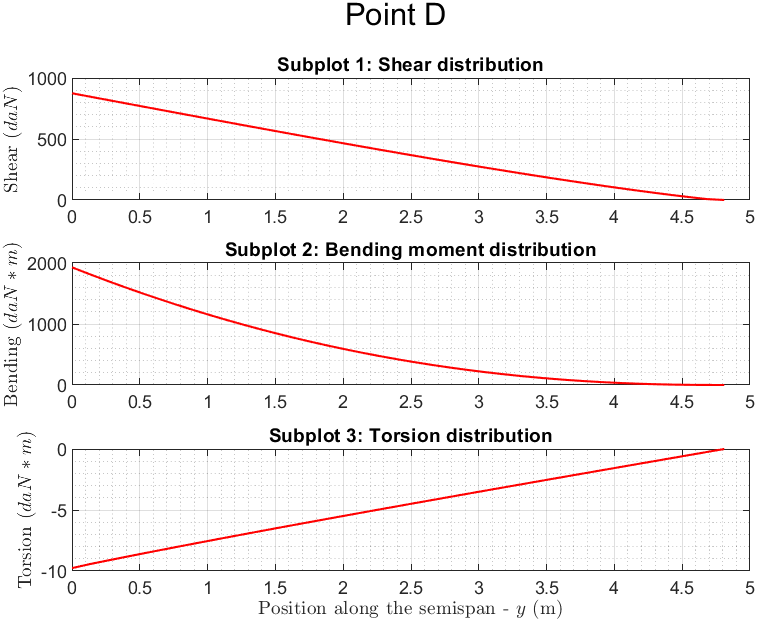 Point D
Subplot 1: Shear distribution
Shear (daN)
1000
500
0
0 0.5 1 1.5 2 2.5 3 3.5 4 4.5 5
Subplot 2: Bending moment distribution
Bending (daN * m)
2000
1000
0
0 0.5 1 1.5 2 2.5 3 3.5 4 4.5 5
Subplot 3: Torsion distribution
Torsion (daN * m)
0
-5
-10
0 0.5 1 1.5 2 2.5 3 3.5 4 4.5 5
Position along the semispan - y (m)